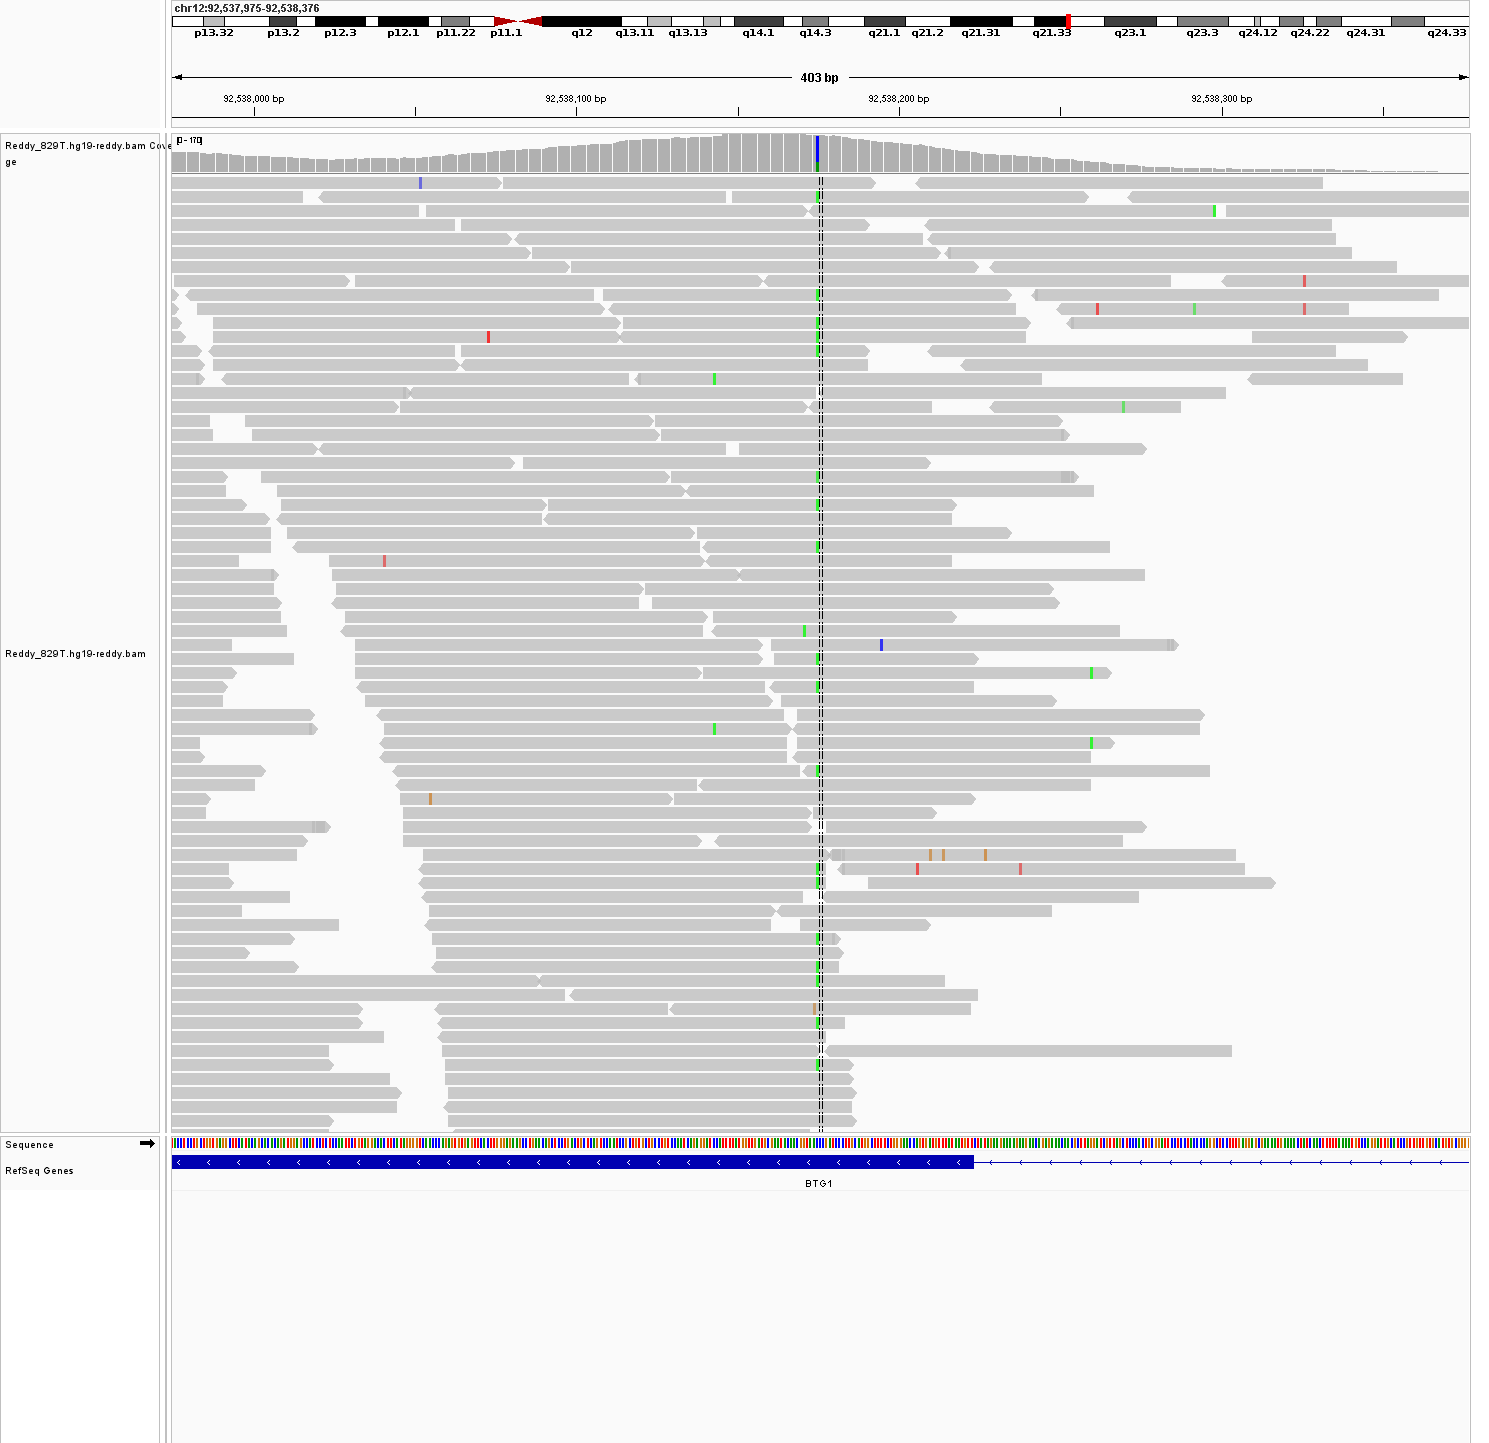 chr12:92,537,975-92,538,376
p13.32 p13.2 p12.3 p12.1 p11.22 p11.1 q12 q13.11 q13.13 q14.1 q14.3 q21.1 q21.2 q21.31 q21.33 q23.1 q23.3 q24.12 q24.22 q24.31 q24.33
403 bp
92,538,000 bp 92,538,100 bp 92,538,200 bp 92,538,300 bp
Reddy_829T.hg19-reddy.bam Cove
ge
[0 - 170]
Reddy_829T.hg19-reddy.bam
Sequence
RefSeq Genes
BTG1